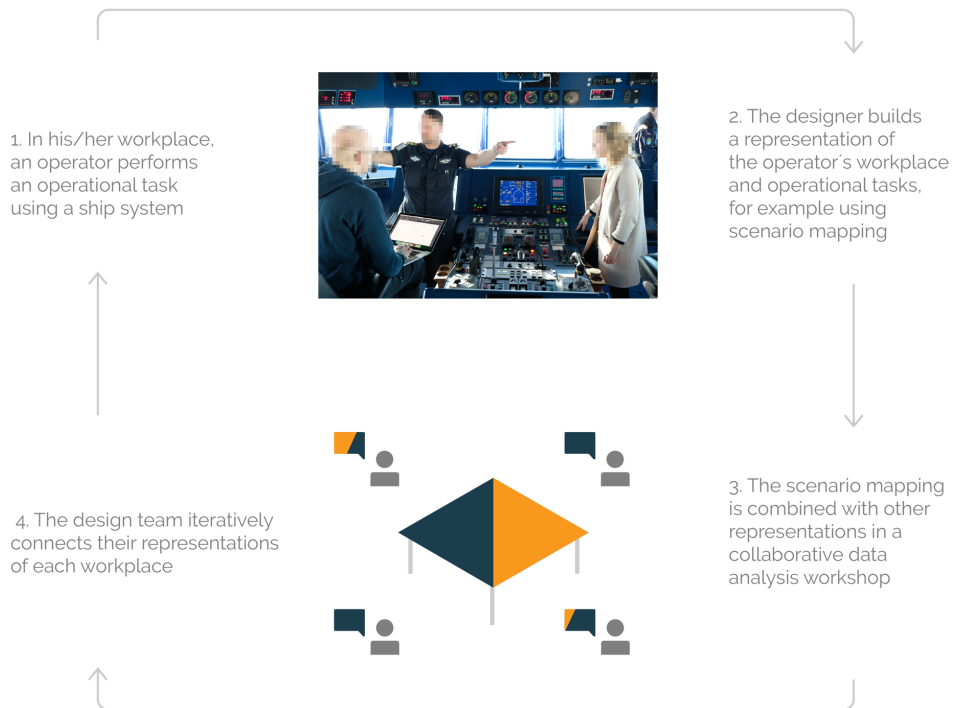 1. In his/her workplace,
an operator performs
an operational task
using a ship system
2. The designer builds
a representation of
the operator´s workplace
and operational tasks,
for example using
scenario mapping
3. The scenario mapping
is combined with other
representations in a
collaborative data
analysis workshop
4. The design team iteratively
connects their representations
of each workplace